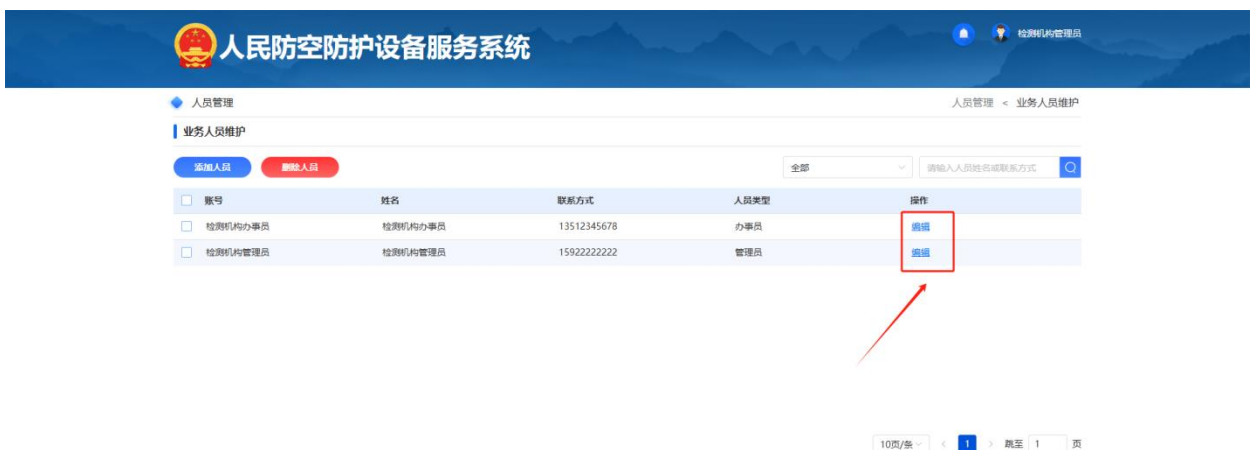 人民防空防护设备服务系统
检测机构管理员
人员管理
人员管理 < 业务人员维护
业务人员维护
添加人员 删除人员 全部 请输入人员姓名或联系方式
账号 姓名 联系方式 人员类型 操作
检测机构办事员 检测机构办事员 13512345678 办事员 编辑
检测机构管理员 检测机构管理员 15922222222 管理员 编辑
10页/条 < 1 > 跳至 1 页